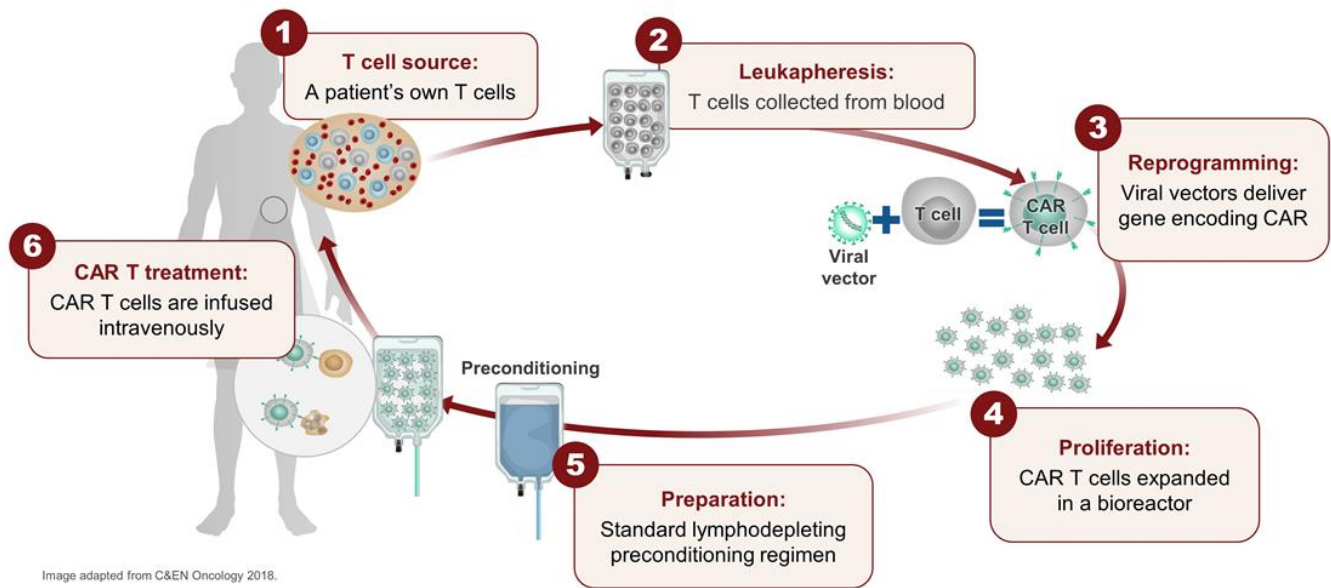 1
T cell source:
A patient's own T cells
2
Leukapheresis:
T cells collected from blood
3
Reprogramming:
Viral vectors deliver
gene encoding CAR
Viral
vector
T cell
CAR
T cell
4
Proliferation:
CAR T cells expanded
in a bioreactor
Preconditioning
5
Preparation:
Standard lymphodepleting
preconditioning regimen
6
CAR T treatment:
CAR T cells are infused
intravenously
Image adapted from C&EN Oncology 2018.